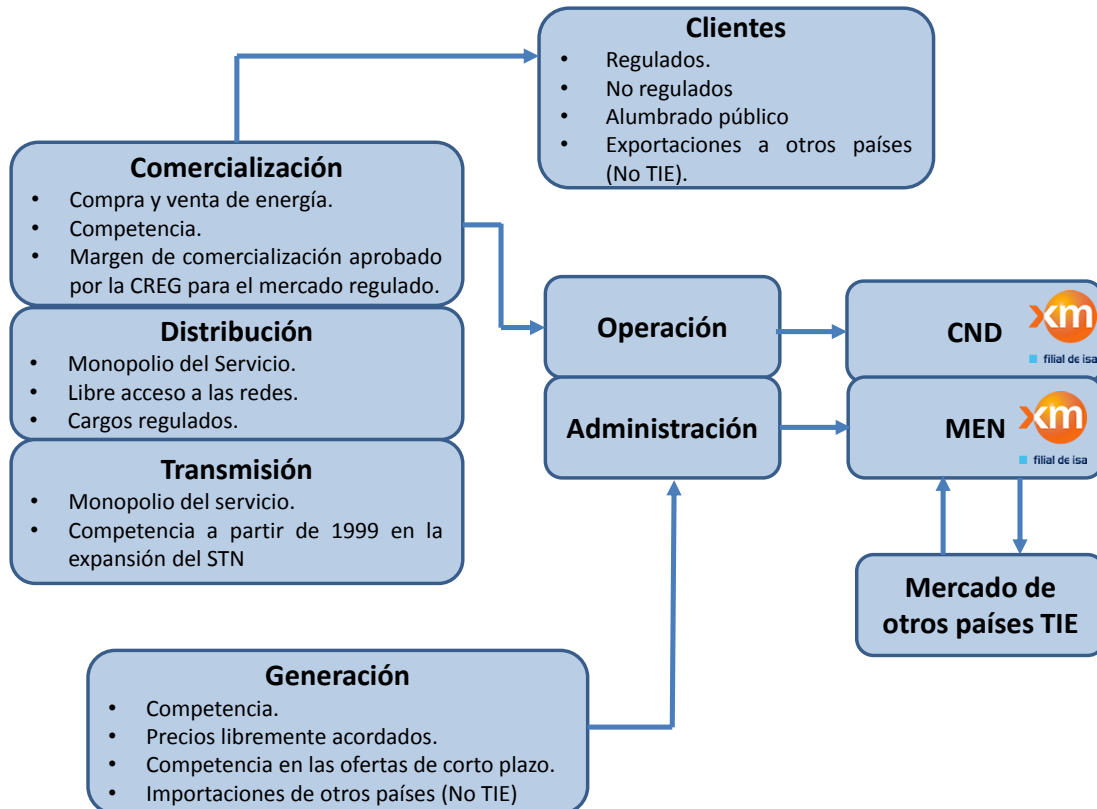 Clientes
• Regulados.
• No regulados
• Alumbrado público
• Exportaciones a otros países
(No TIE).
Comercialización
• Compra y venta de energía.
• Competencia.
• Margen de comercialización aprobado
por la CREG para el mercado regulado.
Distribución
• Monopolio del Servicio.
• Libre acceso a las redes.
• Cargos regulados.
Transmisión
• Monopolio del servicio.
• Competencia a partir de 1999 en la
expansión del STN
Operación
Administración
CND
xm
filial de isa
MEN
xm
filial de isa
Mercado de
otros países TIE
Generación
• Competencia.
• Precios libremente acordados.
• Competencia en las ofertas de corto plazo.
• Importaciones de otros países (No TIE)